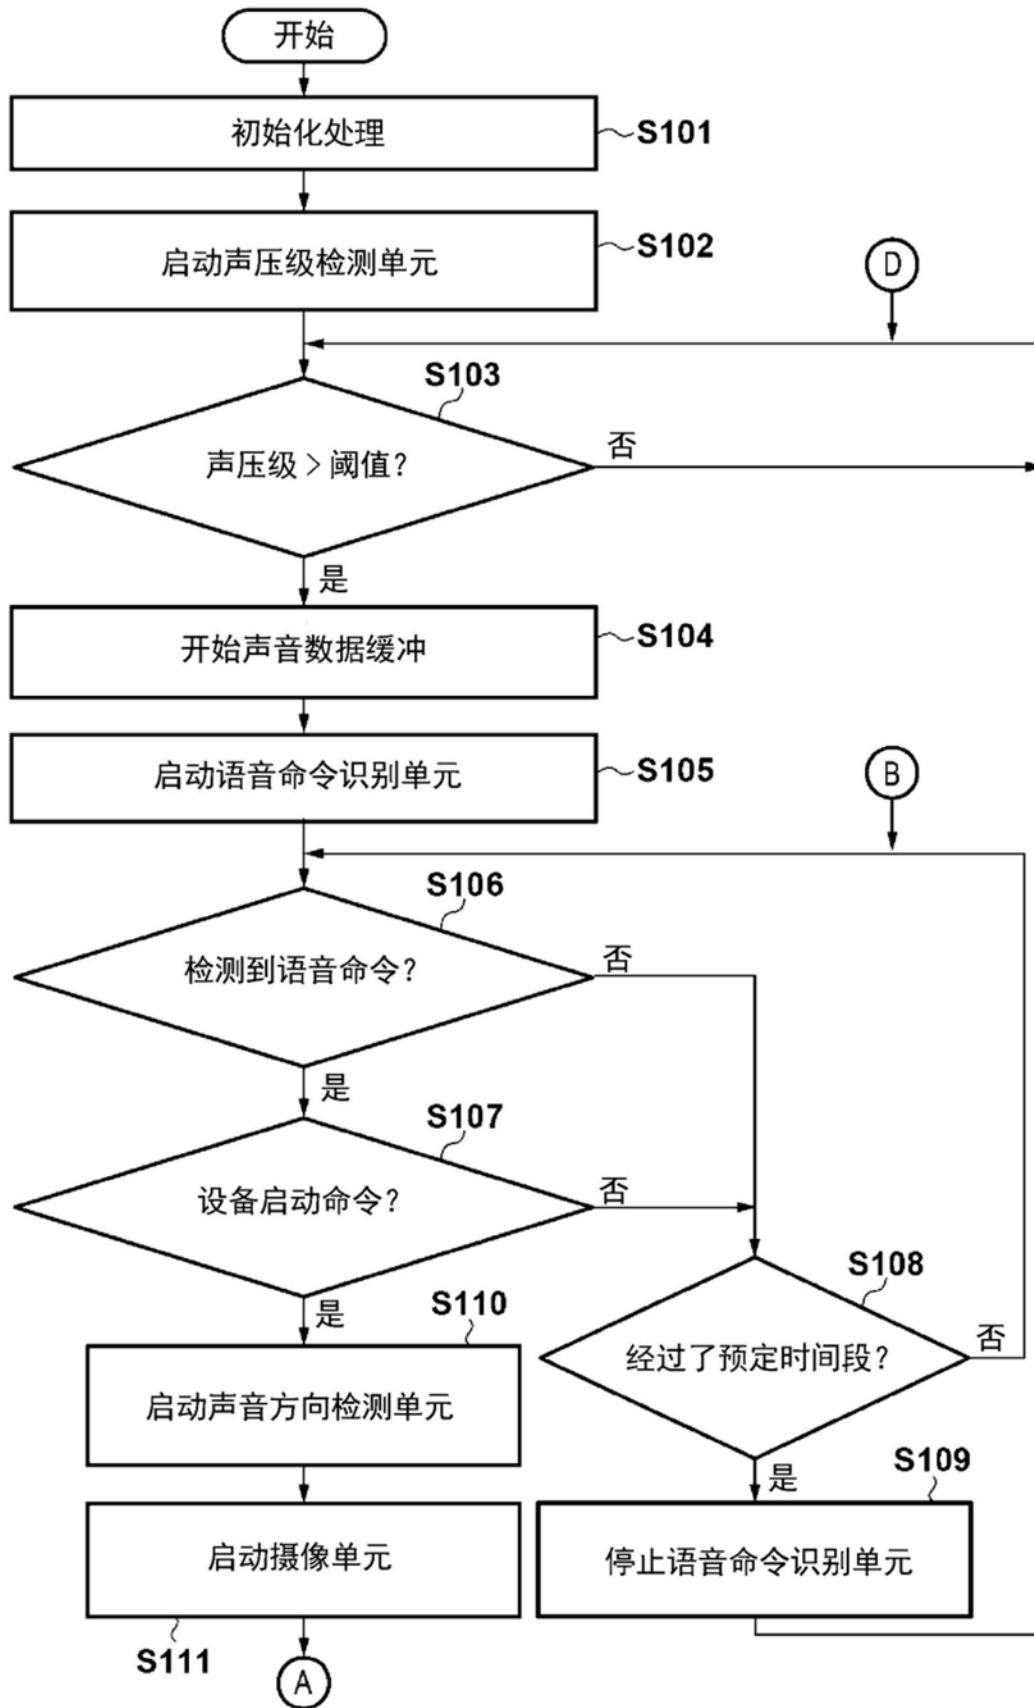 开始
初始化处理
S101
启动声压级检测单元
S102
D
S103
声压级 > 阈值?
否
是
开始声音数据缓冲
S104
启动语音命令识别单元
S105
B
S106
检测到语音命令?
否
是
S107
设备启动命令?
否
是
S108
经过了预定时间段?
否
S110
启动声音方向检测单元
是
S109
启动摄像单元
停止语音命令识别单元
S111
A